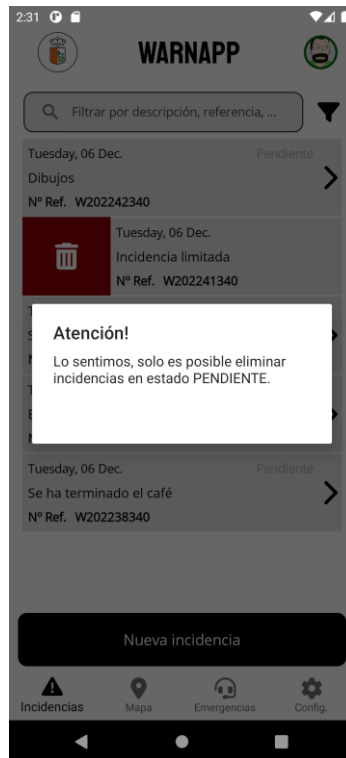 2:31
WARNAPP
Filtrar por descripción, referencia, ...
Tuesday, 06 Dec. Pendiente
Dibujos
Nº Ref. W202242340
Tuesday, 06 Dec.
Incidencia limitada
Nº Ref. W202241340
Atención!
Lo sentimos, solo es posible eliminar
incidencias en estado PENDIENTE.
Tuesday, 06 Dec. Pendiente
Se ha terminado el café
Nº Ref. W202238340
Nueva incidencia
Incidencias Mapa Emergencias Config.